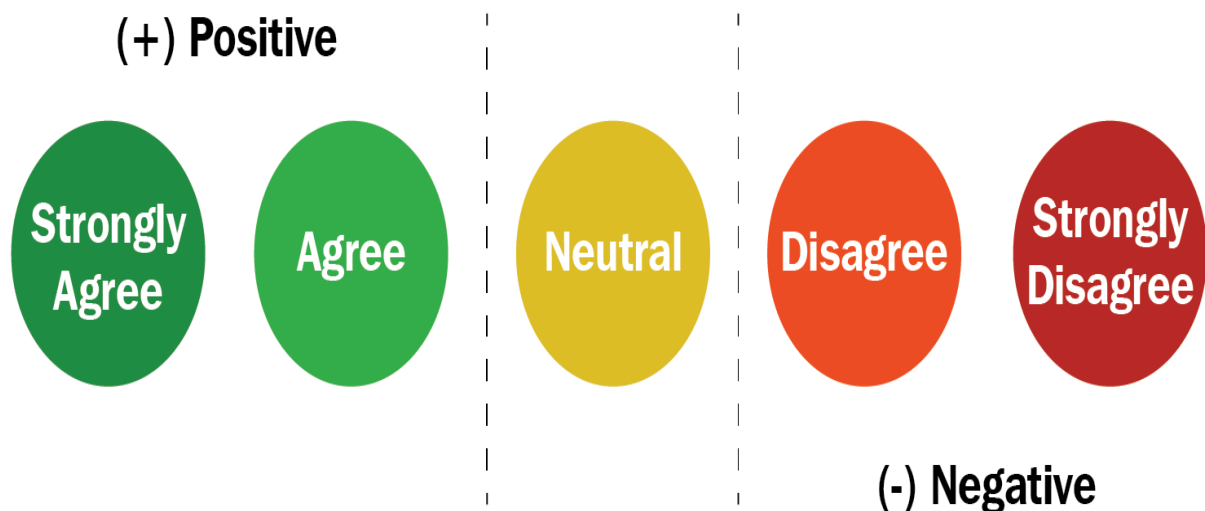 (+) Positive
Strongly
Agree
Agree
Neutral
Disagree
Strongly
Disagree
(-) Negative